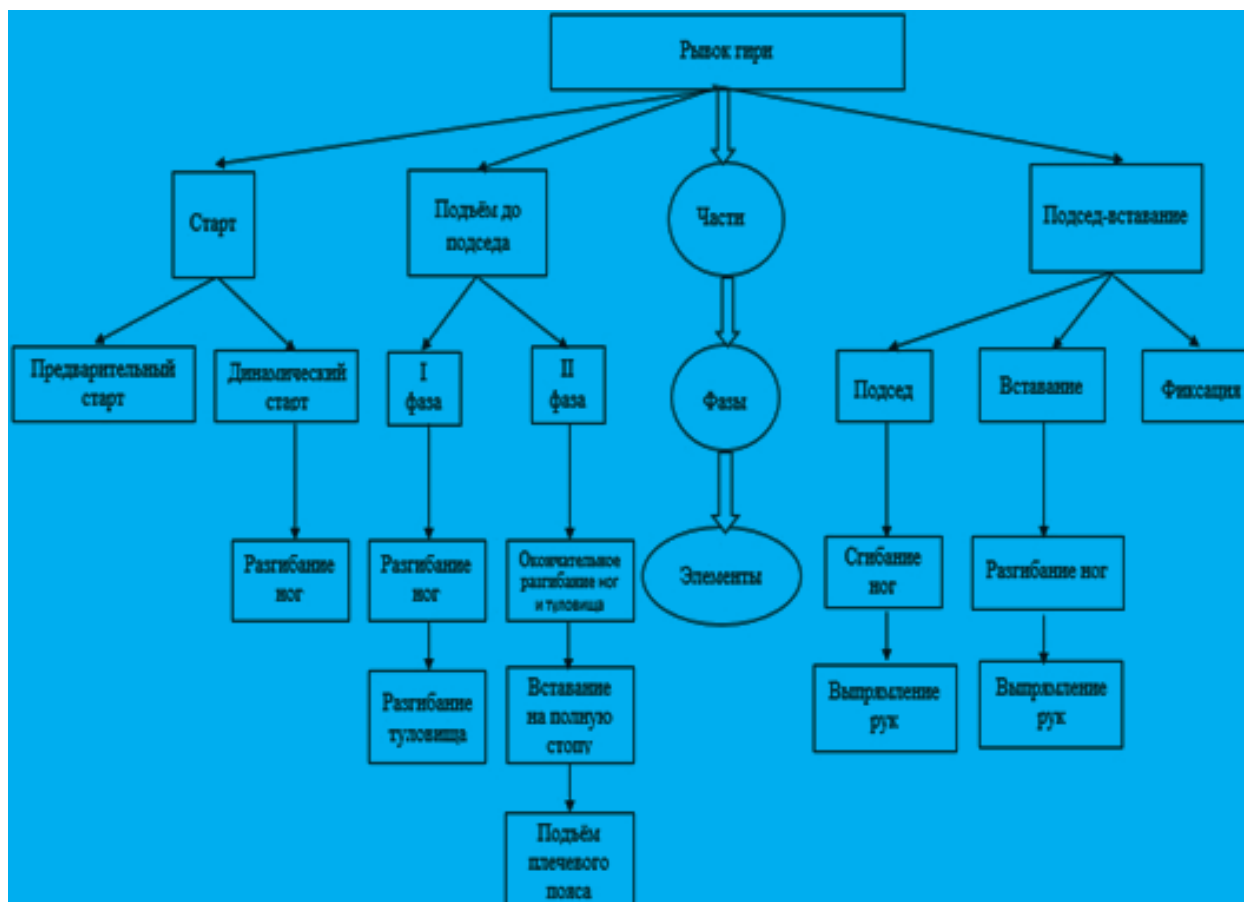 Рывок гири
Старт
Подъём до
подседа
Части
Подсед-вставание
Предварительный
старт
Динамический
старт
I
фаза
II
фаза
Фазы
Подсед
Вставание
Фиксация
Разгибание
ног
Разгибание
ног
Окончательное
разгибание ног
и туловища
Элементы
Сгибание
ног
Разгибание ног
Разгибание
туловища
Вставание
на полную
стопу
Выпрямление
рук
Выпрямление
рук
Подъём
плечевого
пояса